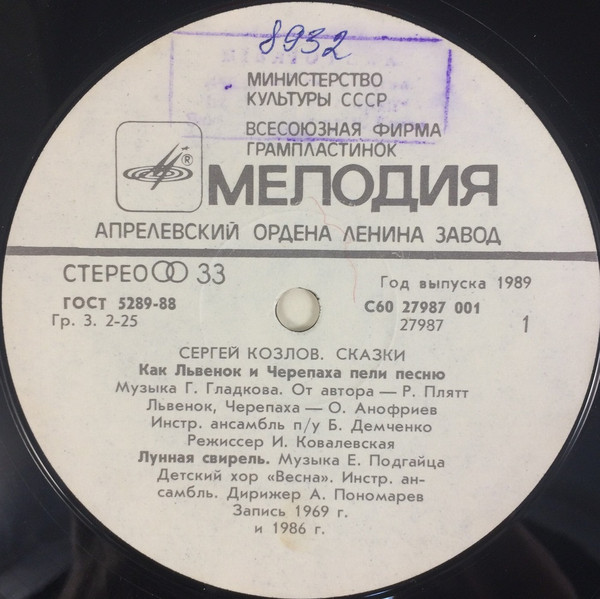 8932
МИНИСТЕРСТВО
КУЛЬТУРЫ СССР
ВСЕСОЮЗНАЯ ФИРМА
ГРАМПЛАСТИНОК
®
МЕЛОДИЯ
АПРЕЛЕВСКИЙ ОРДЕНА ЛЕНИНА ЗАВОД
СТЕРЕО 33
Год выпуска 1989
ГОСТ 5289-88
С60 27987 001
Гр. 3. 2-25
27987
1
СЕРГЕЙ КОЗЛОВ. СКАЗКИ
Как Львенок и Черепаха пели песню
Музыка Г. Гладкова. От автора — Р. Плятт
Львенок, Черепаха — О. Анофриев
Инстр. ансамбль п/у Б. Демченко
Режиссер И. Ковалевская
Лунная свирель. Музыка Е. Подгайца
Детский хор «Весна». Инстр. ан-
самбль. Дирижер А. Пономарев
Запись 1969 г.
и 1986 г.